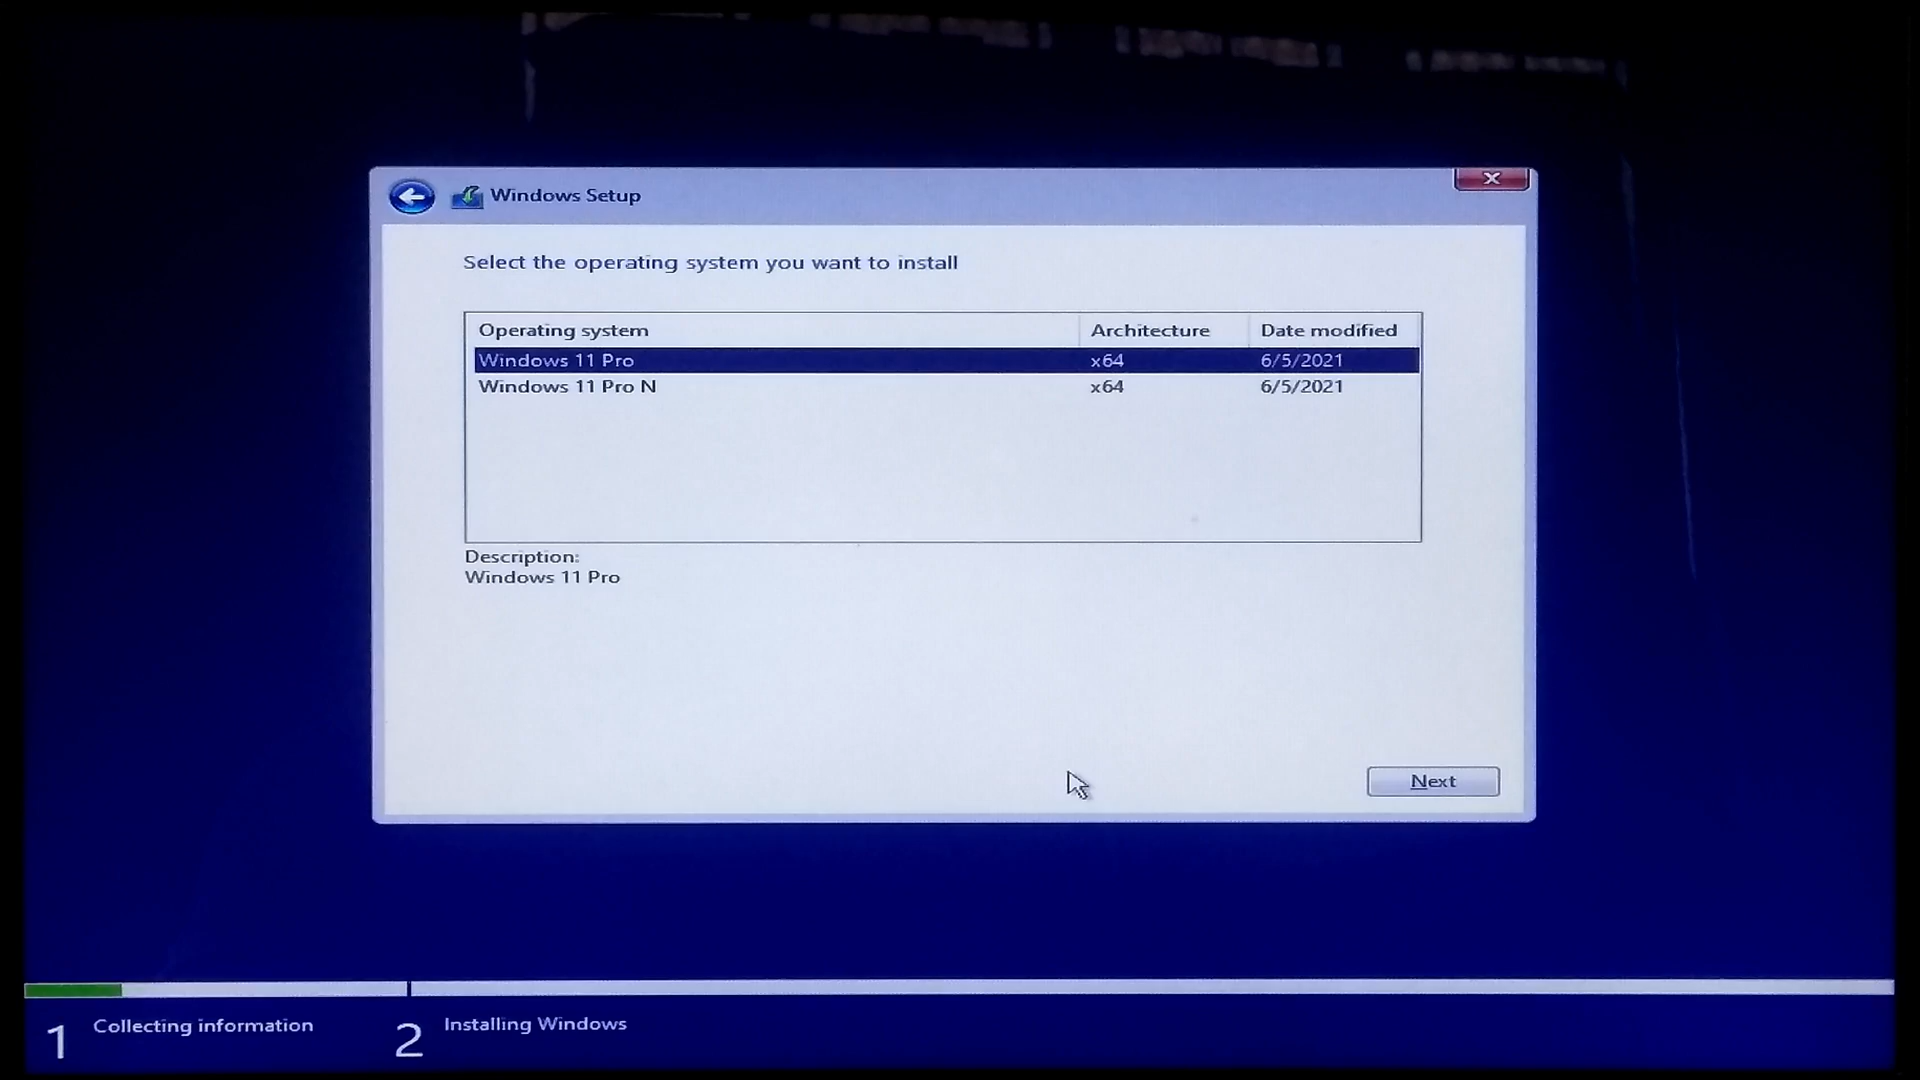 Windows Setup
Select the operating system you want to install
Operating system Architecture Date modified
Windows 11 Pro x64 6/5/2021
Windows 11 Pro N x64 6/5/2021
Description:
Windows 11 Pro
Next
1 Collecting information 2 Installing Windows